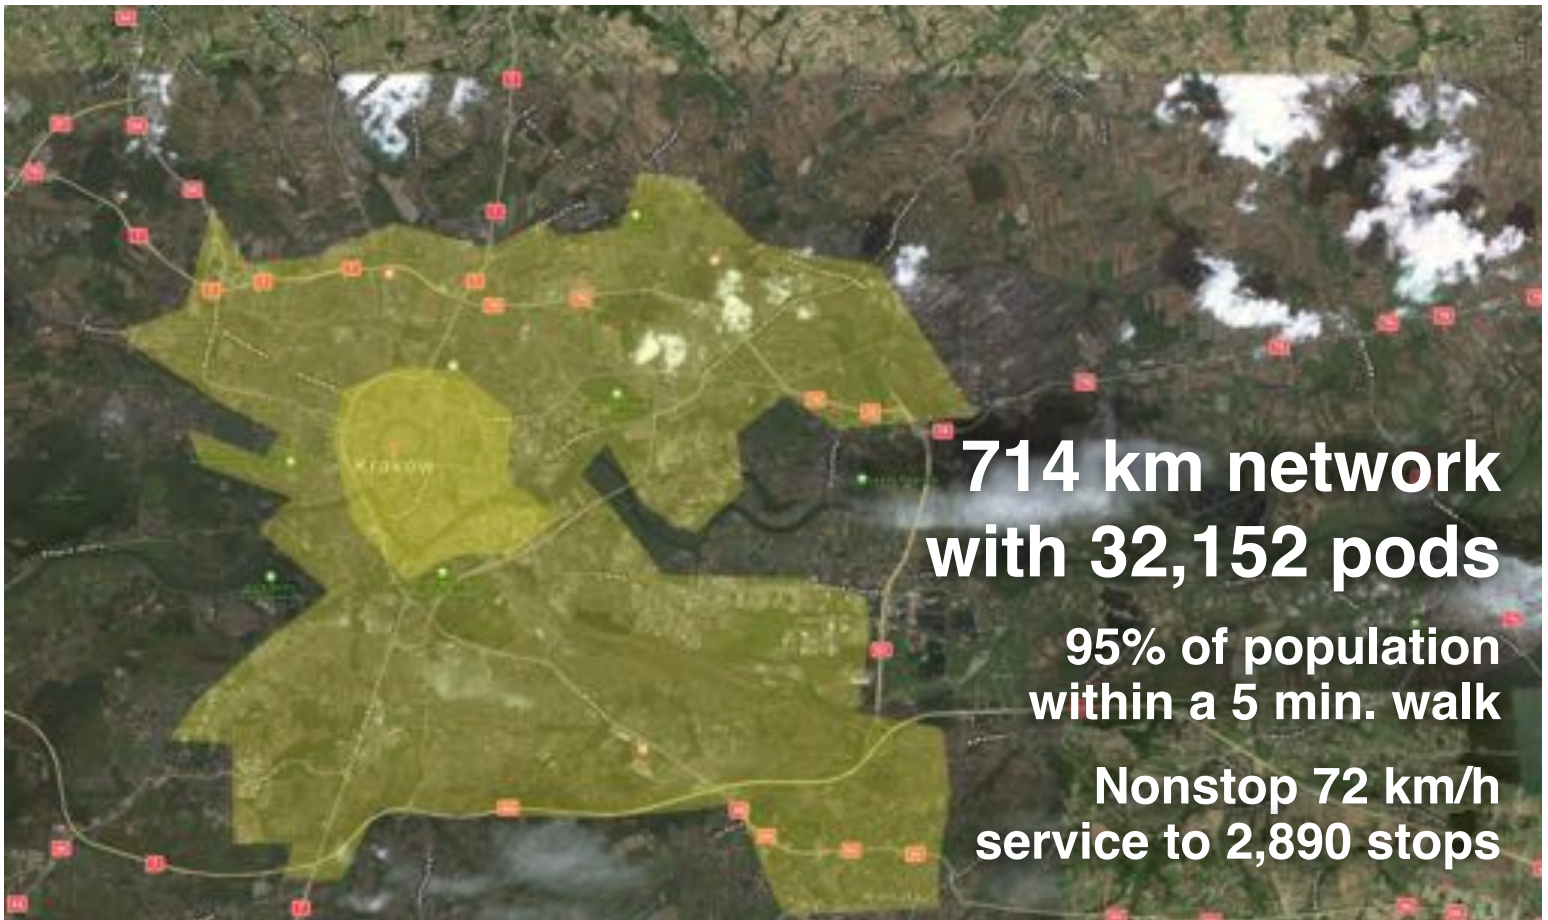 Krakow
714 km network
with 32,152 pods
95% of population
within a 5 min. walk
Nonstop 72 km/h
service to 2,890 stops